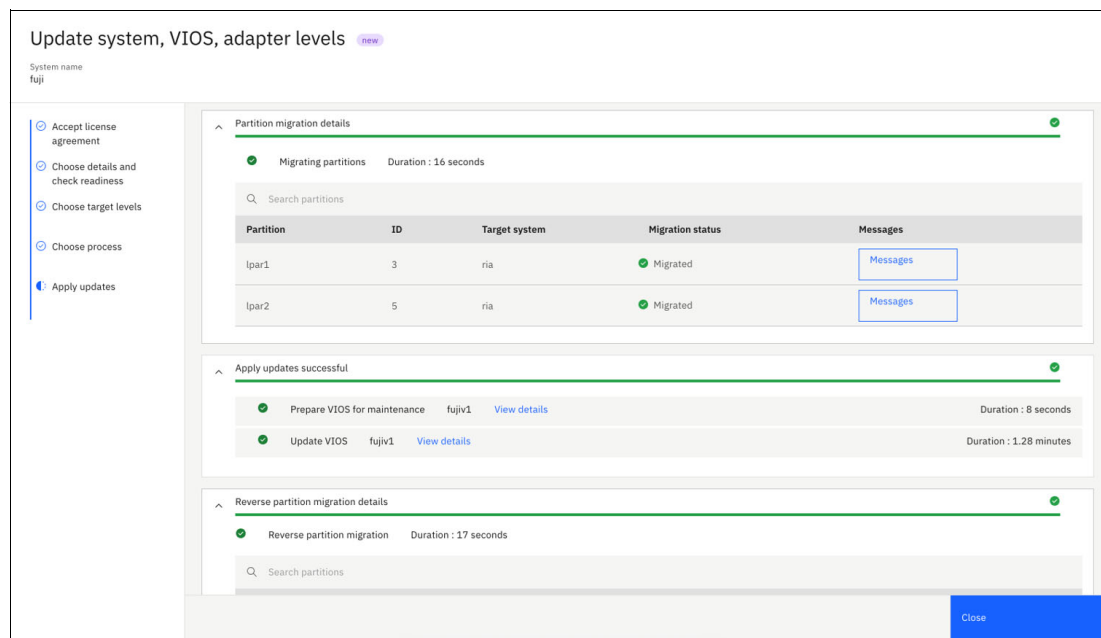 Update system, VIOS, adapter levels new
System name
fuji
Accept license
agreement
Choose details and
check readiness
Choose target levels
Choose process
Apply updates
Partition migration details
Migrating partitions Duration : 16 seconds
Search partitions
Partition ID Target system Migration status Messages
lpar1 3 ria Migrated Messages
lpar2 5 ria Migrated Messages
Apply updates successful
Prepare VIOS for maintenance fujiv1 View details Duration : 8 seconds
Update VIOS fujiv1 View details Duration : 1.28 minutes
Reverse partition migration details
Reverse partition migration Duration : 17 seconds
Search partitions
Close